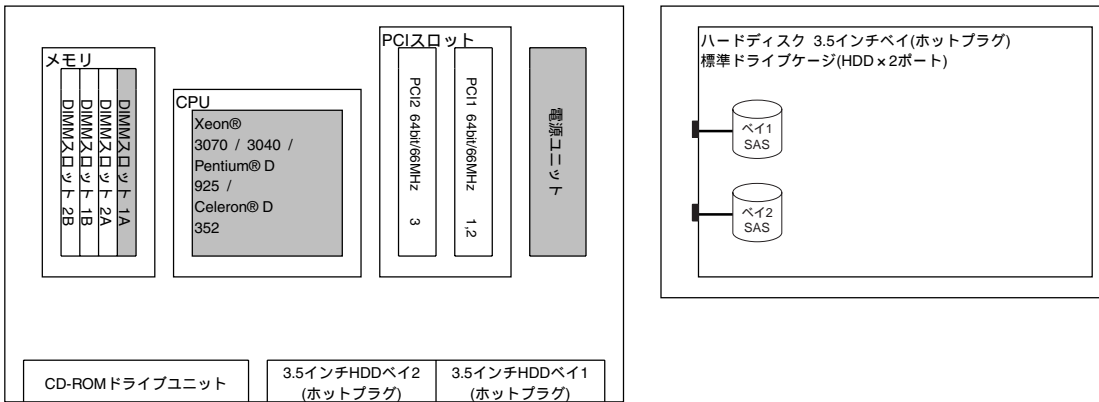 メモリ
DIMMスロット 2B
DIMMスロット 1B
DIMMスロット 2A
DIMMスロット 1A
CPU
Xeon®
3070 / 3040 /
Pentium® D
925 /
Celeron® D
352
PCIスロット
PCI2 64bit/66MHz 3
PCI1 64bit/66MHz 1,2
電源ユニット
CD-ROMドライブユニット
3.5インチHDDベイ2
(ホットプラグ)
3.5インチHDDベイ1
(ホットプラグ)
ハードディスク 3.5インチベイ(ホットプラグ)
標準ドライブケージ(HDD×2ポート)
ベイ1
SAS
ベイ2
SAS